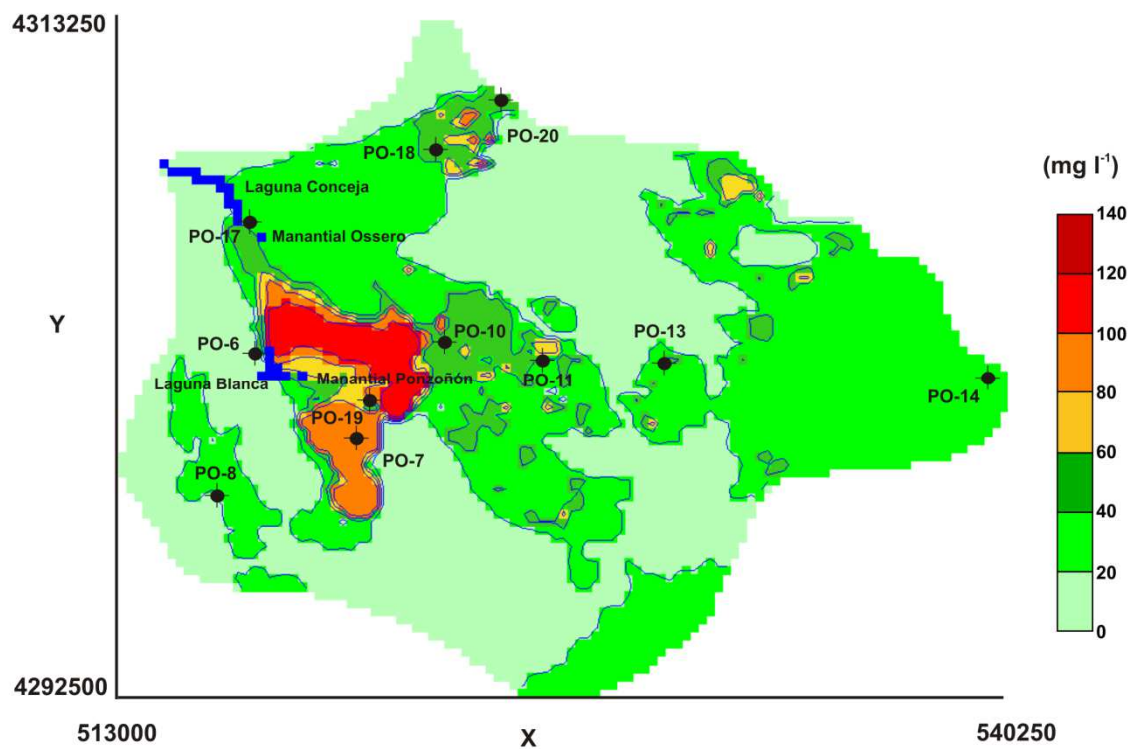 4313250
PO-20
PO-18
(mg l⁻¹)
Laguna Conceja
140
PO-17
Manantial Ossero
120
Y
PO-10
100
PO-6
PO-13
Laguna Blanca
Manantial Ponzoñón
PO-11
PO-14
80
PO-19
60
PO-7
PO-8
40
20
0
4292500
513000
X
540250